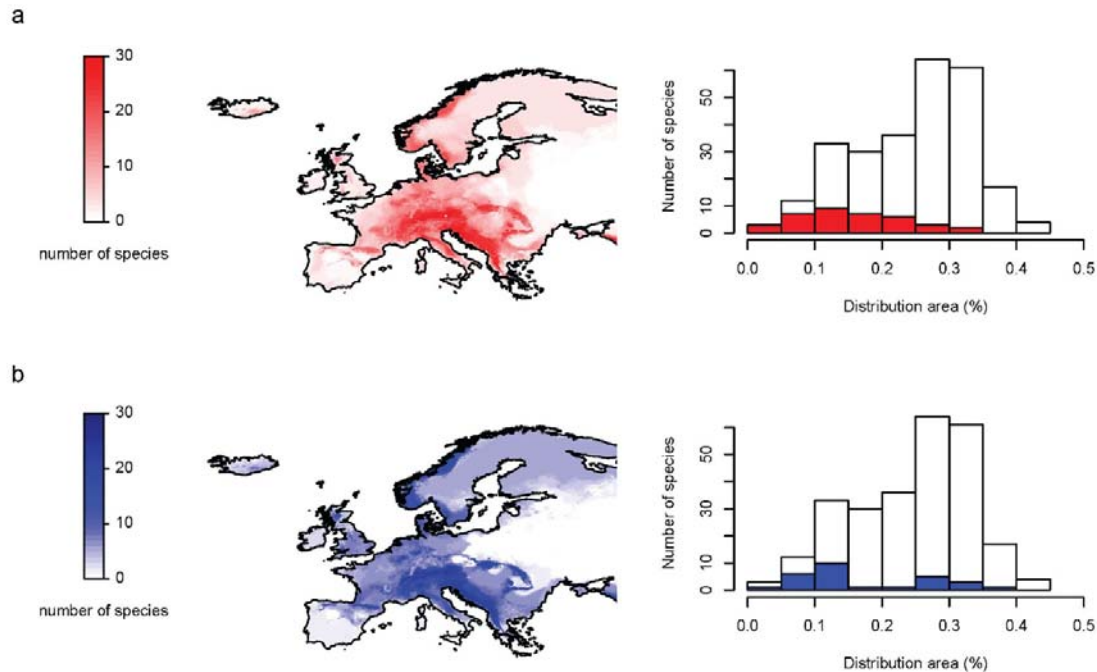 a
30
20
10
0
number of species
Number of species
50
30
10
0
0.0 0.1 0.2 0.3 0.4 0.5
Distribution area (%)
b
30
20
10
0
number of species
Number of species
50
30
10
0
0.0 0.1 0.2 0.3 0.4 0.5
Distribution area (%)